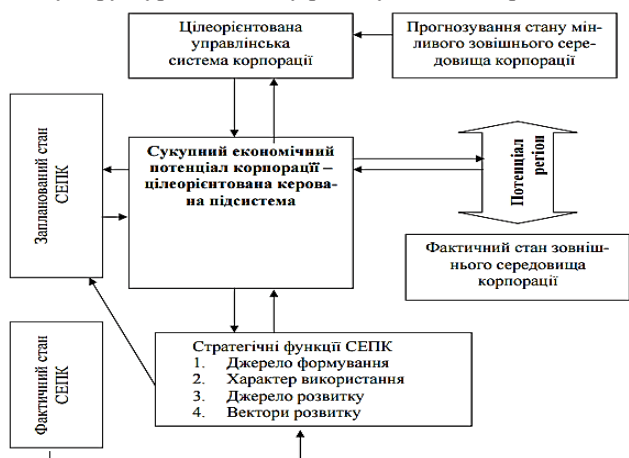 Цілеорієнтована
управлінська
система корпорації
Прогнозування стану мін-
ливого зовнішнього сере-
довища корпорації
Запланований стан
СЕПК
Сукупний економічний
потенціал корпорації –
цілеорієнтована керова-
на підсистема
Потенціал
регіон
Фактичний стан зовніш-
нього середовища
корпорації
Фактичний стан
СЕПК
Стратегічні функції СЕПК
1. Джерело формування
2. Характер використання
3. Джерело розвитку
4. Вектори розвитку